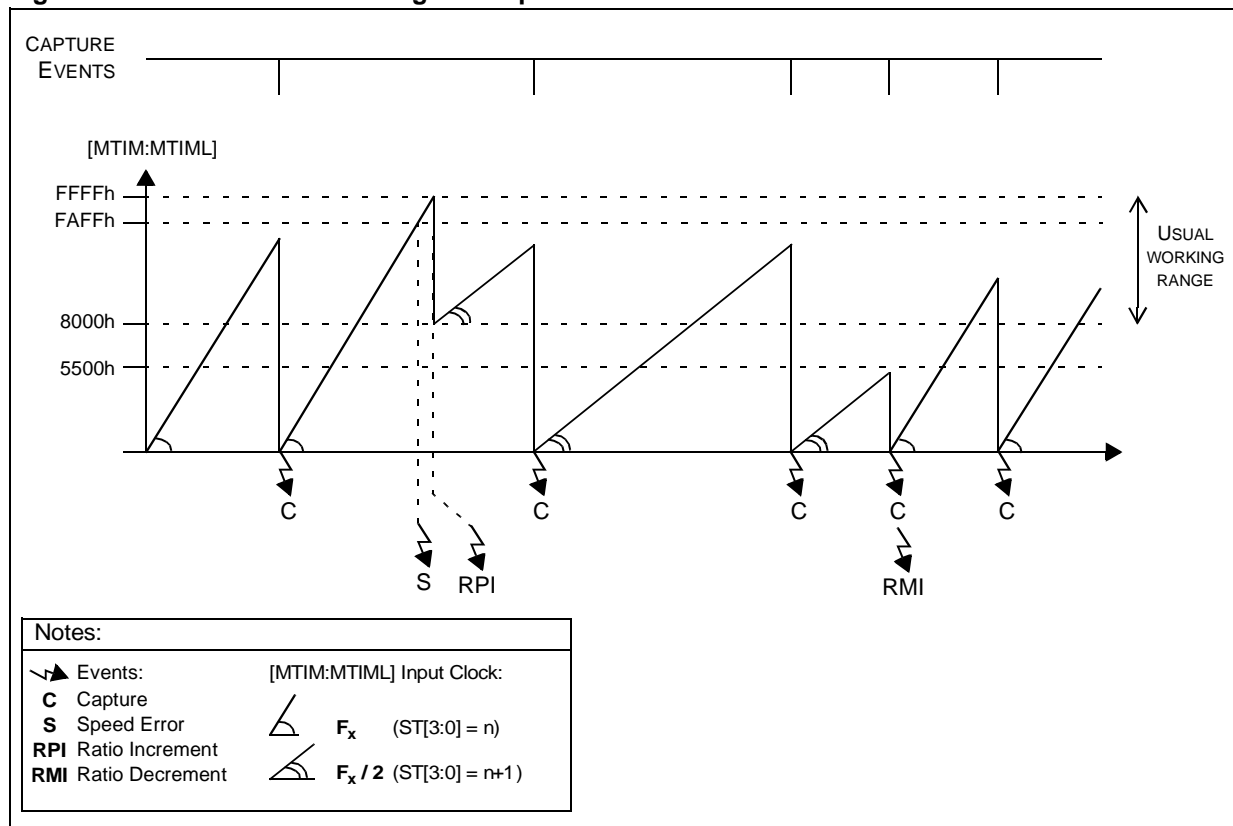 CAPTURE
EVENTS
[MTIM:MTIML]
FFFFh
FAFFh
8000h
5500h
USUAL
WORKING
RANGE
C
C
C
C
C
S
RPI
RMI
Notes:
Events:
C Capture
S Speed Error
RPI Ratio Increment
RMI Ratio Decrement
[MTIM:MTIML] Input Clock:
Fx (ST[3:0] = n)
Fx / 2 (ST[3:0] = n+1)